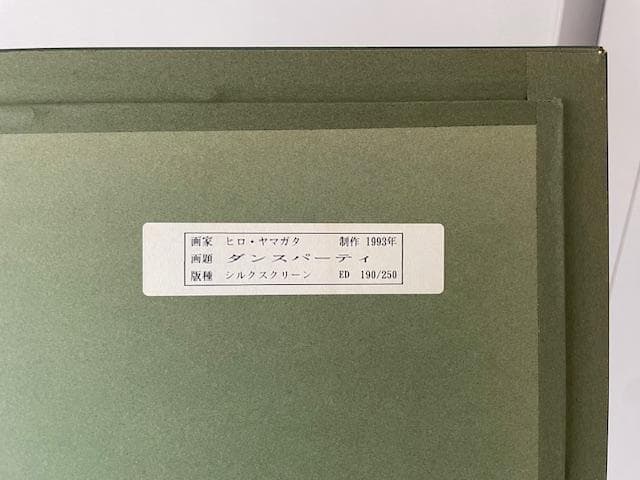 画家 ヒロ・ヤマガタ 制作 1993年
画題 ダンスパーティ
版種 シルクスクリーン ED 190/250